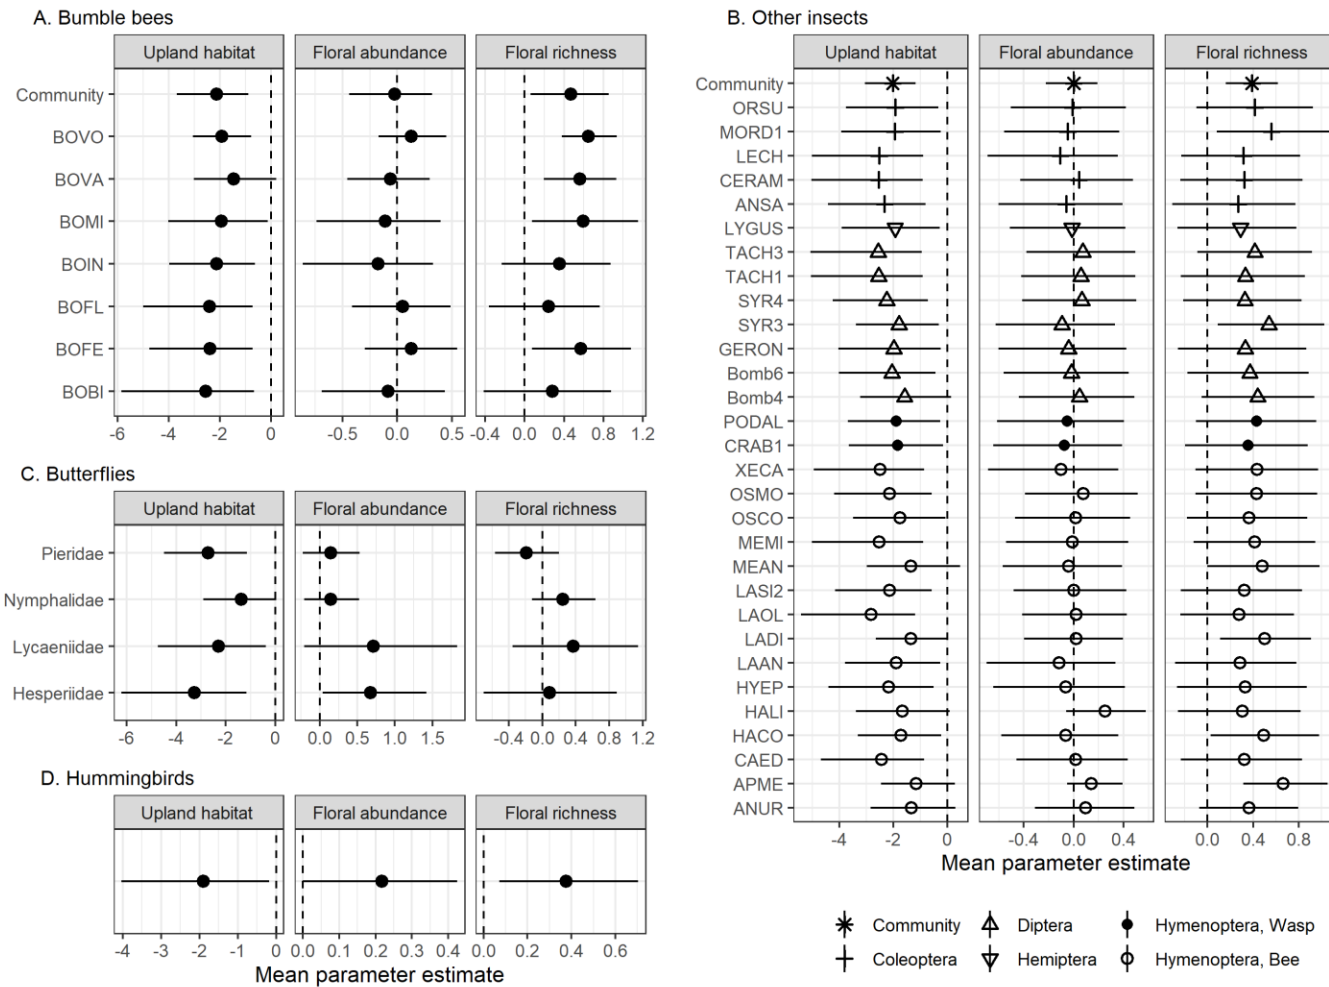 A. Bumble bees
Upland habitat Floral abundance Floral richness
Community
BOVO
BOVA
BOMI
BOIN
BOFL
BOFE
BOBI
-6 -4 -2 0 -0.5 0.0 0.5 -0.4 0.0 0.4 0.8 1.2
C. Butterflies
Upland habitat Floral abundance Floral richness
Pieridae
Nymphalidae
Lycaeniidae
Hesperiidae
-6 -4 -2 0 0.0 0.5 1.0 1.5 -0.4 0.0 0.4 0.8 1.2
D. Hummingbirds
Upland habitat Floral abundance Floral richness
-4 -3 -2 -1 0 0.0 0.1 0.2 0.3 0.4 0.0 0.2 0.4 0.6
Mean parameter estimate
B. Other insects
Upland habitat Floral abundance Floral richness
Community
ORSU
MORD1
LECH
CERAM
ANSA
LYGUS
TACH3
TACH1
SYR4
SYR3
GERON
Bomb6
Bomb4
PODAL
CRAB1
XECA
OSMO
OSCO
MEMI
MEAN
LASI2
LAOL
LADI
LAAN
HYEP
HALI
HACO
CAED
APME
ANUR
-4 -2 0 -0.4 0.0 0.4 0.0 0.4 0.8
Mean parameter estimate
Community Diptera Hymenoptera, Wasp
Coleoptera Hemiptera Hymenoptera, Bee